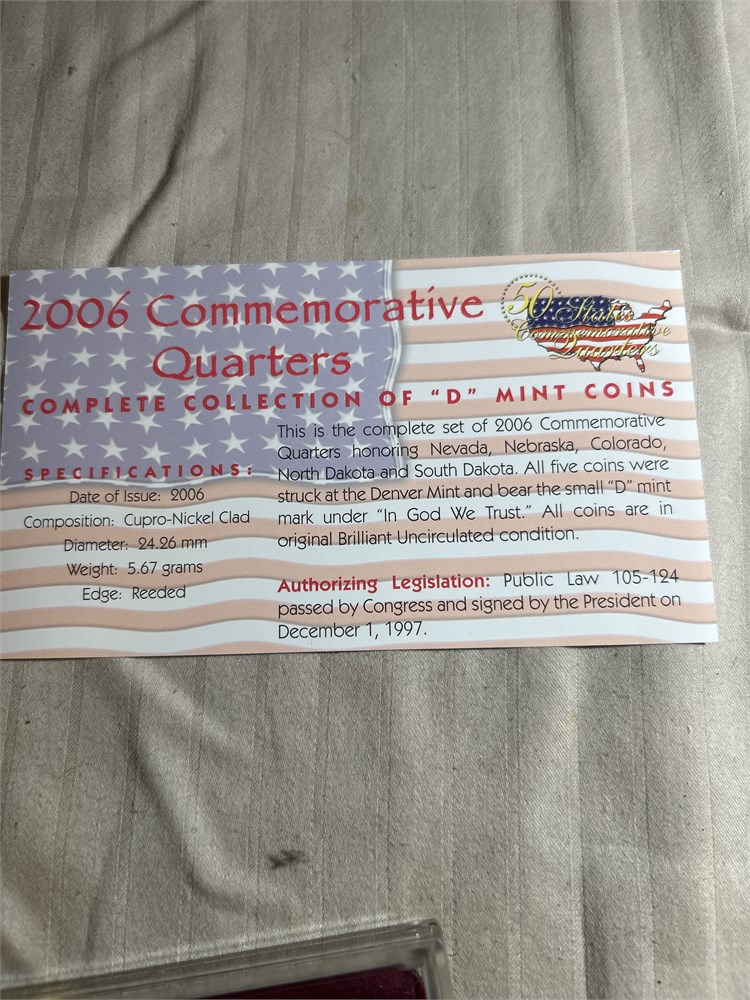 2006 Commemorative
Quarters
50 States
Commemorative
Quarters
COMPLETE COLLECTION OF "D" MINT COINS
SPECIFICATIONS:
Date of Issue: 2006
Composition: Cupro-Nickel Clad
Diameter: 24.26 mm
Weight: 5.67 grams
Edge: Reeded
This is the complete set of 2006 Commemorative
Quarters honoring Nevada, Nebraska, Colorado,
North Dakota and South Dakota. All five coins were
struck at the Denver Mint and bear the small "D" mint
mark under "In God We Trust." All coins are in
original Brilliant Uncirculated condition.
Authorizing Legislation: Public Law 105-124
passed by Congress and signed by the President on
December 1, 1997.